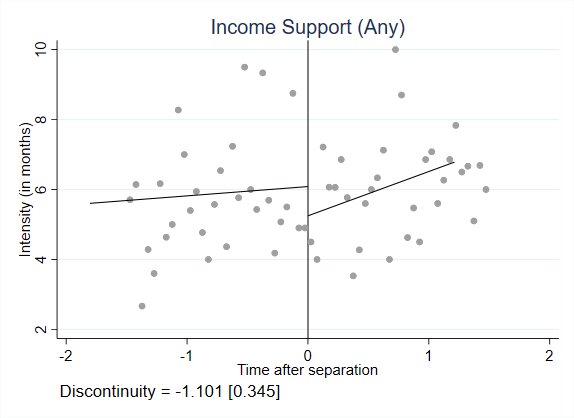 Income Support (Any)
Intensity (in months)
10
8
6
4
2
-2 -1 0 1 2
Time after separation
Discontinuity = -1.101 [0.345]